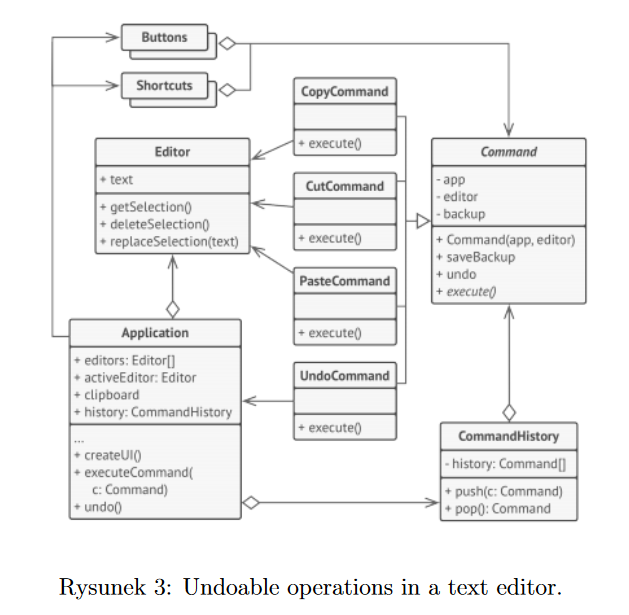 Buttons
Shortcuts
CopyCommand
+ execute()
Editor
+ text
+ getSelection()
+ deleteSelection()
+ replaceSelection(text)
CutCommand
+ execute()
Command
- app
- editor
- backup
+ Command(app, editor)
+ saveBackup
+ undo
+ execute()
PasteCommand
+ execute()
Application
+ editors: Editor[]
+ activeEditor: Editor
+ clipboard
+ history: CommandHistory
...
+ createUI()
+ executeCommand(
c: Command)
+ undo()
UndoCommand
+ execute()
CommandHistory
- history: Command[]
+ push(c: Command)
+ pop(): Command
Rysunek 3: Undoable operations in a text editor.